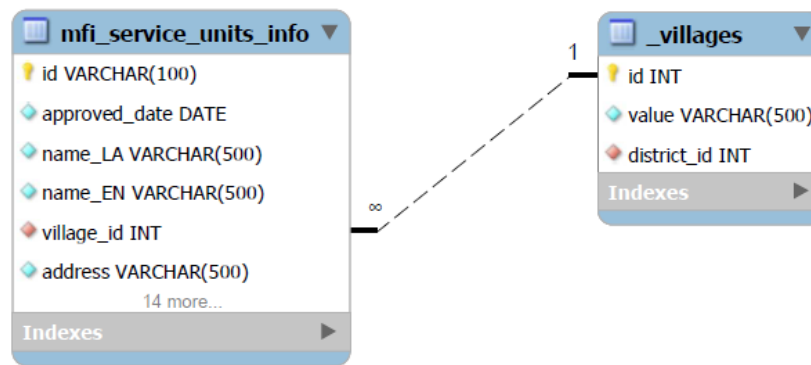 mfi_service_units_info
id VARCHAR(100)
approved_date DATE
name_LA VARCHAR(500)
name_EN VARCHAR(500)
village_id INT
address VARCHAR(500)
14 more...
Indexes
∞
1
_villages
id INT
value VARCHAR(500)
district_id INT
Indexes